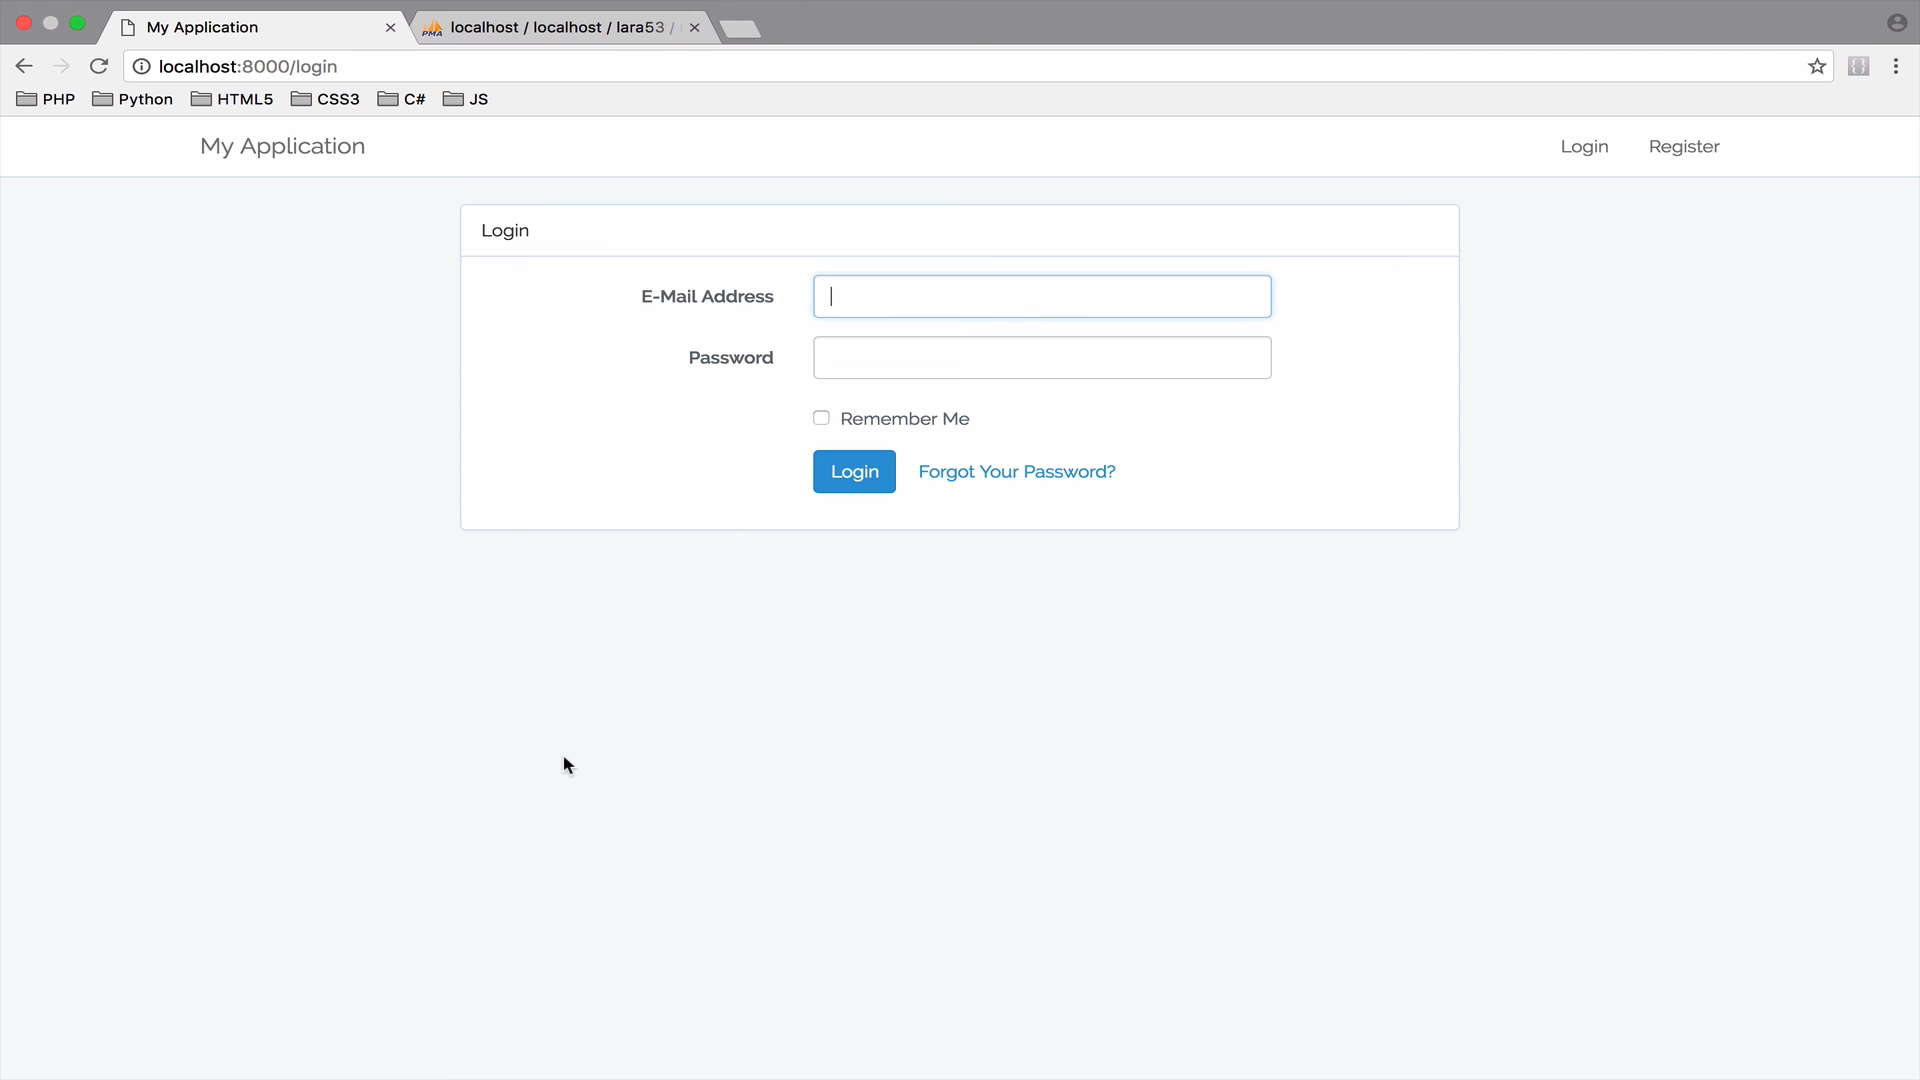 My Application
PMA localhost / localhost / lara53 /
localhost:8000/login
PHP Python HTML5 CSS3 C# JS
My Application Login Register
Login
E-Mail Address
Password
Remember Me
Login Forgot Your Password?